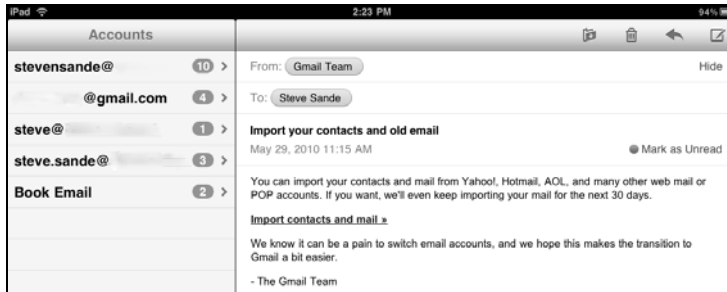 iPad 2:23 PM 94%
Accounts
stevensande@ 10
@gmail.com 4
steve@ 1
steve.sande@ 3
Book Email 2
From: Gmail Team Hide
To: Steve Sande
Import your contacts and old email
May 29, 2010 11:15 AM Mark as Unread
You can import your contacts and mail from Yahoo!, Hotmail, AOL, and many other web mail or
POP accounts. If you want, we'll even keep importing your mail for the next 30 days.
Import contacts and mail »
We know it can be a pain to switch email accounts, and we hope this makes the transition to
Gmail a bit easier.
- The Gmail Team